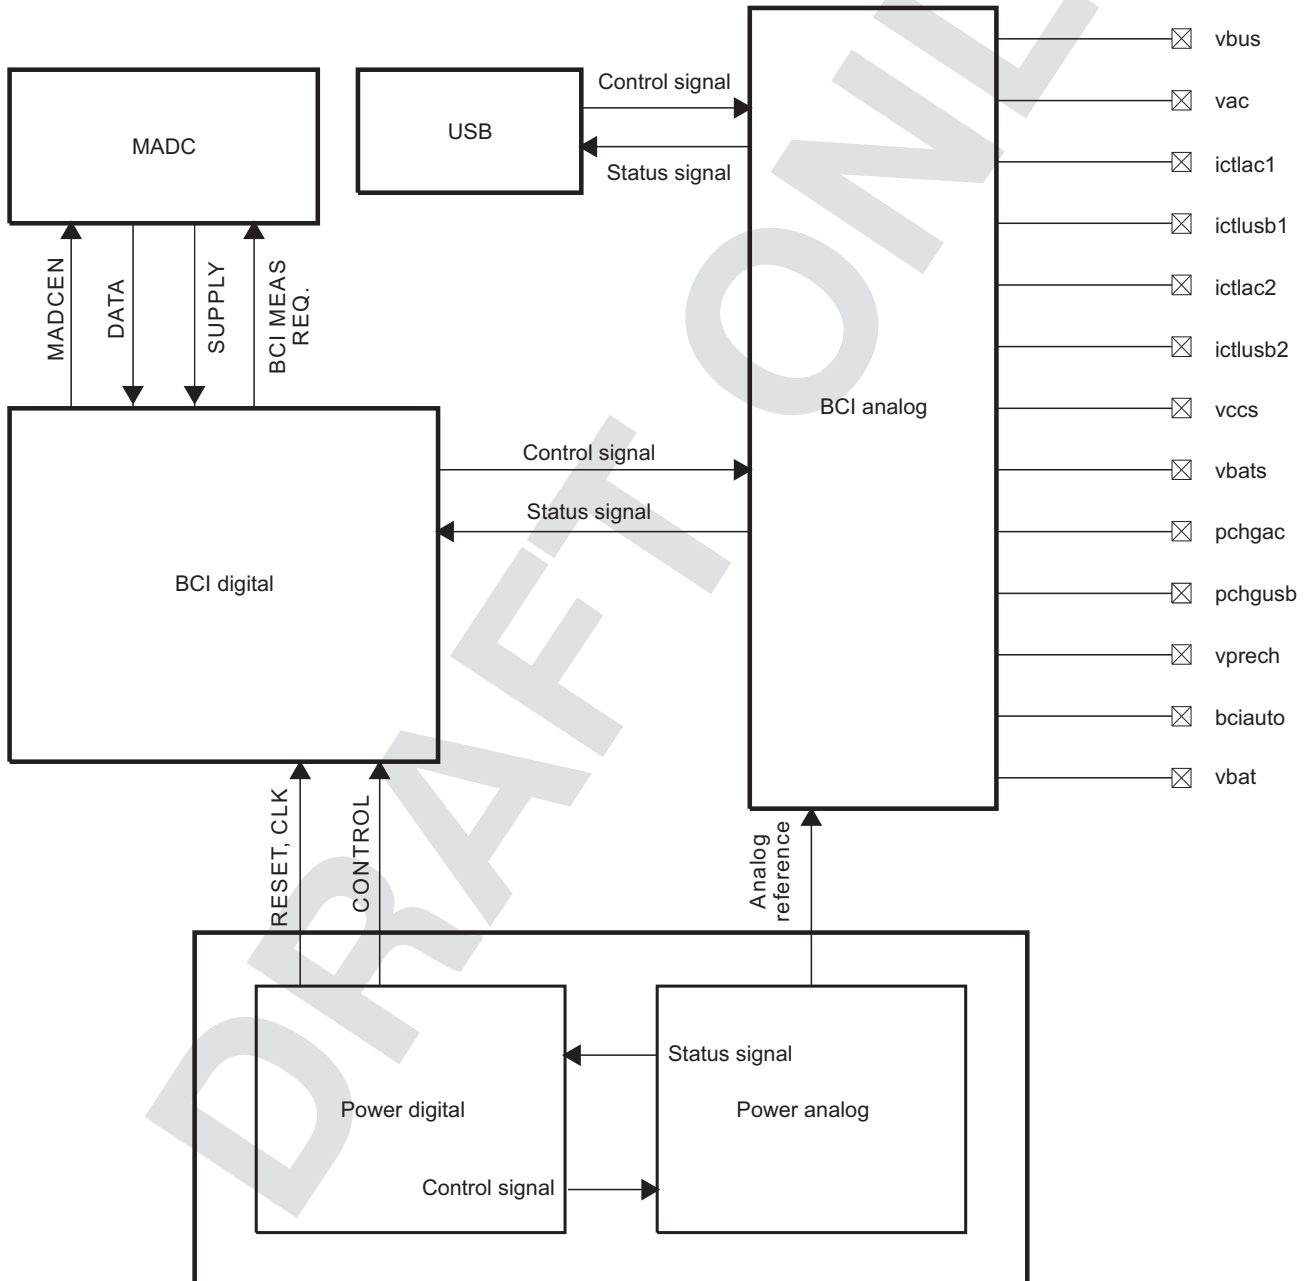 vbus
Control signal
vac
MADC
USB
Status signal
ictlac1
ictlusb1
MADCEN
DATA
SUPPLY
BCI MEAS
REQ.
ictlac2
ictlusb2
BCI analog
vccs
Control signal
vbats
Status signal
pchgac
BCI digital
pchgusb
vprech
bciauto
vbat
RESET, CLK
CONTROL
Analog
reference
Status signal
Power digital
Power analog
Control signal
DRAFT ONL